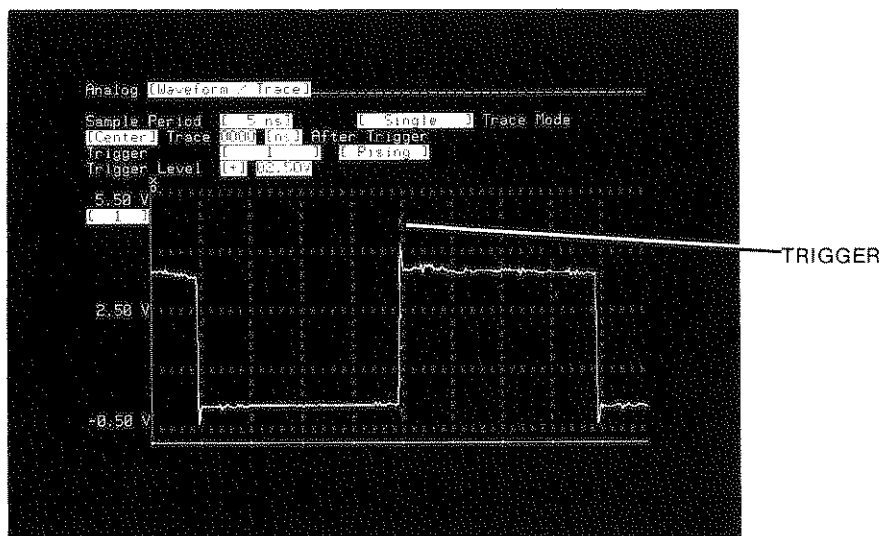 Analog [Waveform / Trace]
Sample Period [ 5 ns] [ Single ] Trace Mode
[Center] Trace 0000 [ns] After Trigger
Trigger [ 1 ] [ Rising ]
Trigger Level [+] 02.50V
X
O
5.50 V
[ 1 ]
TRIGGER
2.50 V
-0.50 V